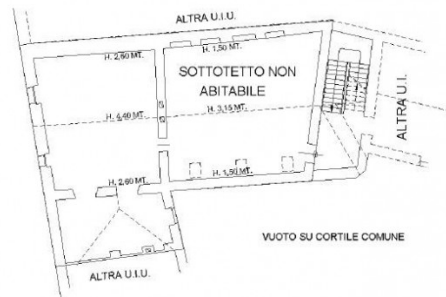 ALTRA U.I.U.
H. 2,60 MT.
H. 1,50 MT.
SOTTOTETTO NON
ABITABILE
H. 4,40 MT.
H. 3,15 MT.
ALTRA U.I.
H. 2,60 MT.
H. 1,50 MT.
VUOTO SU CORTILE COMUNE
ALTRA U.I.U.